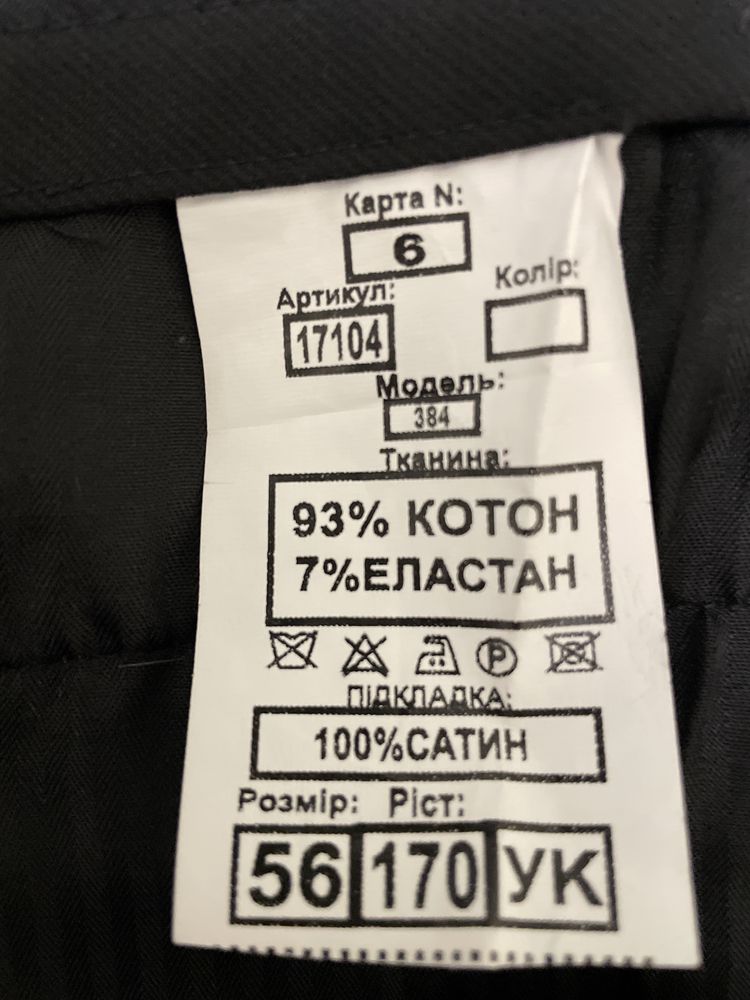 Карта N:
6
Артикул:
Колір:
17104
Модель:
384
Тканина:
93% КОТОН
7%ЕЛАСТАН
P
ПІДКЛАДКА:
100%САТИН
Розмір: Ріст:
56 170 УК